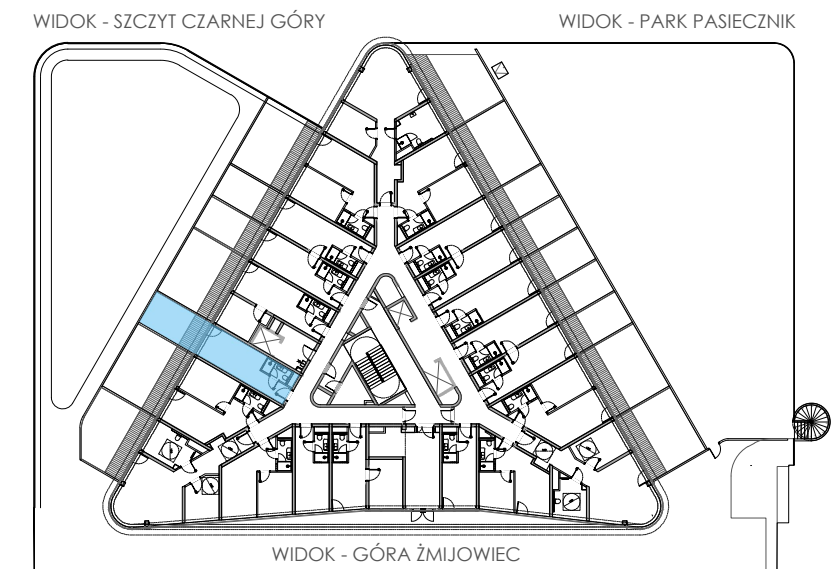 WIDOK - SZCZYT CZARNEJ GÓRY
WIDOK - PARK PASIECZNIK
WIDOK - GÓRA ŻMIJOWIEC